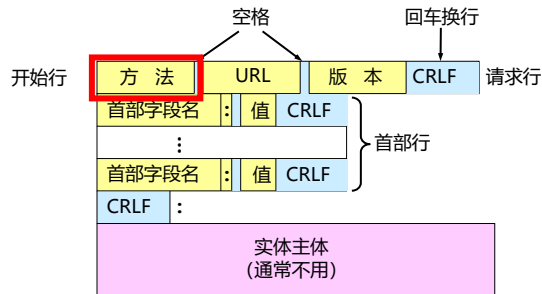 空格 回车换行
开始行 方 法 URL 版 本 CRLF 请求行
首部字段名 : 值 CRLF
⋮ 首部行
首部字段名 : 值 CRLF
CRLF :
实体主体
(通常不用)